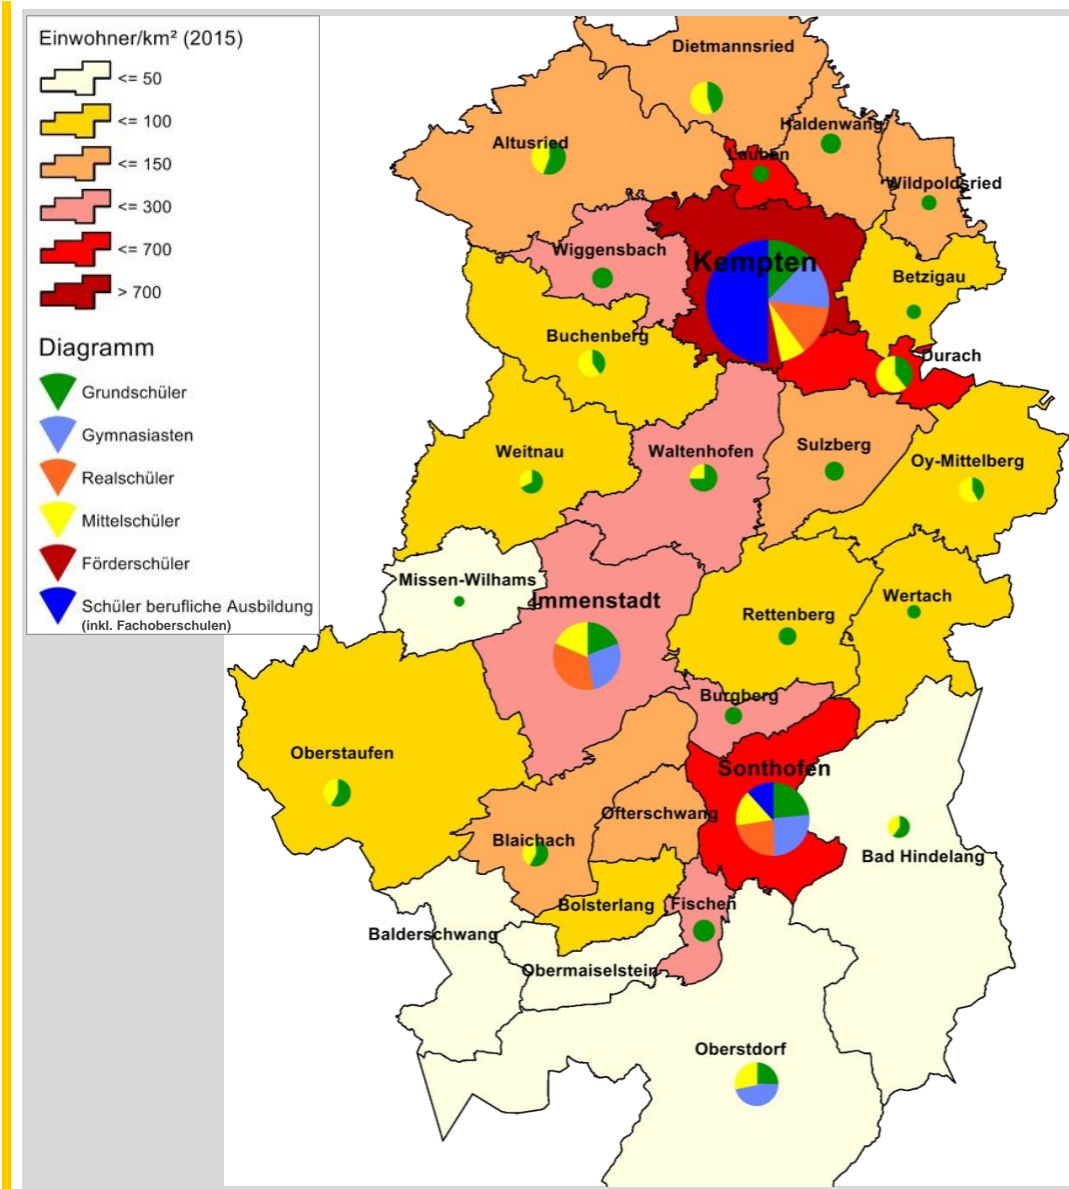 Einwohner/km² (2015)
<= 50
<= 100
<= 150
<= 300
<= 700
> 700
Diagramm
Grundschüler
Gymnasiasten
Realschüler
Mittelschüler
Förderschüler
Schüler berufliche Ausbildung
(inkl. Fachoberschulen)
Dietmannsried
Haldenwang
Altusried
Lauben
Wildpoldsried
Wiggensbach
Kempten
Betzigau
Buchenberg
Durach
Weitnau
Waltenhofen
Sulzberg
Oy-Mittelberg
Missen-Wilhams
Immenstadt
Wertach
Rettenberg
Burgberg
Oberstaufen
Sonthofen
Ofterschwang
Blaichach
Bad Hindelang
Bolsterlang
Fischen
Balderschwang
Obermaiselstein
Oberstdorf